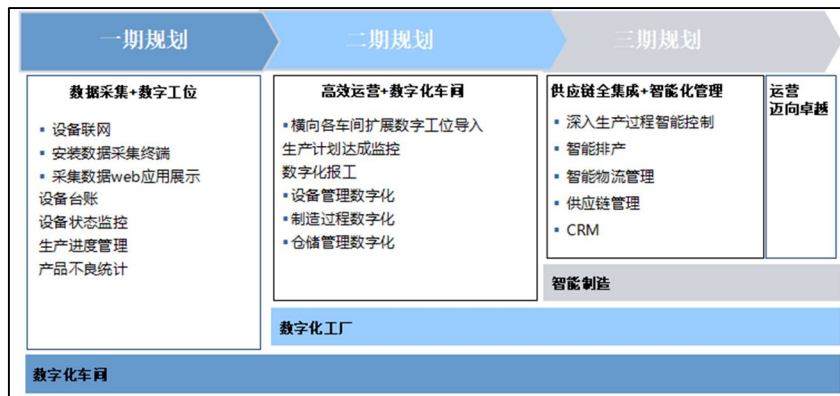 一期规划
二期规划
三期规划
数据采集+数字工位
▪ 设备联网
▪ 安装数据采集终端
▪ 采集数据web应用展示
设备台账
设备状态监控
生产进度管理
产品不良统计
高效运营+数字化车间
▪横向各车间扩展数字工位导入
生产计划达成监控
数字化报工
▪设备管理数字化
▪制造过程数字化
▪仓储管理数字化
供应链全集成+智能化管理
▪ 深入生产过程智能控制
▪ 智能排产
▪ 智能物流管理
▪ 供应链管理
▪ CRM
运营
迈向卓越
智能制造
数字化工厂
数字化车间